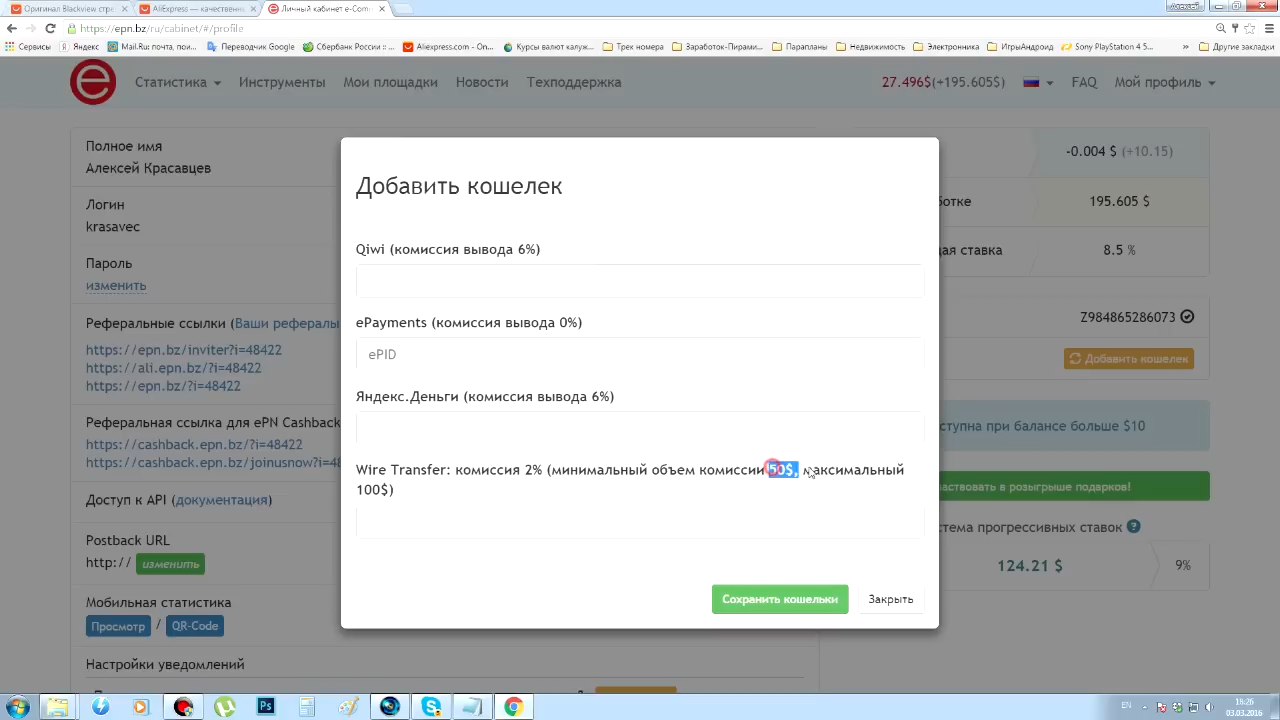 Оригинал Blackview срес
AliExpress — качественн
Личный кабинет e-Com
Алексей
https://epn.bz/ru/cabinet/#/profile
Сервисы
Яндекс
Mail.Ru: почта, пои
Переводчик Google
Сбербанк России
Aliexpress.com - On
Курсы валют калуж
Трек номера
Заработок-Пирами
Парапланы
Недвижимость
Электроника
ИгрыАндроид
Sony PlayStation 4 5
»
Другие закладки
Статистика
Инструменты
Мои площадки
Новости
Техподдержка
27.496$(+195.605$)
FAQ
Мой профиль
Полное имя
Алексей Красавцев
Логин
krasavec
Пароль
изменить
Реферальные ссылки (Ваши рефералы
https://epn.bz/inviter?i=48422
https://ali.epn.bz/?i=48422
https://epn.bz/?i=48422
Реферальная ссылка для ePN Cashback
https://cashback.epn.bz/?i=48422
https://cashback.epn.bz/joinusnow?i=48
Доступ к API (документация)
Postback URL
http:// изменить
Мобильная статистика
Просмотр / QR-Code
Настройки уведомлений
Добавить кошелек
Qiwi (комиссия вывода 6%)
ePayments (комиссия вывода 0%)
ePID
Яндекс.Деньги (комиссия вывода 6%)
Wire Transfer: комиссия 2% (минимальный объем комиссии 50$, максимальный
100$)
Сохранить кошельки
Закрыть
-0.004 $ (+10.15)
ботке
195.605 $
щая ставка
8.5 %
Z984865286073
Добавить кошелек
ступна при балансе больше $10
аствовать в розыгрыше подарков!
стема прогрессивных ставок ?
124.21 $
9%
EN
18:26
03.03.2016